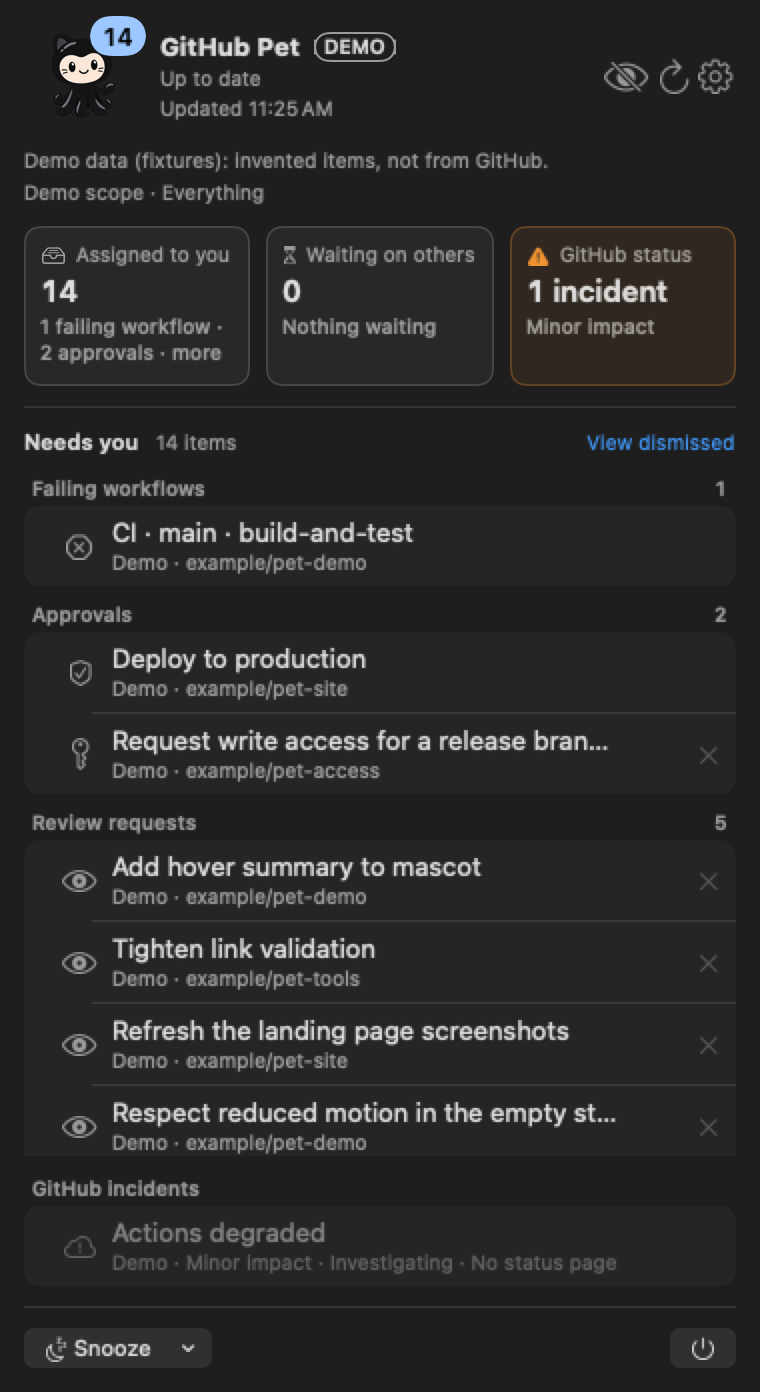 14
GitHub Pet DEMO
Up to date
Updated 11:25 AM
Demo data (fixtures): invented items, not from GitHub.
Demo scope · Everything
Assigned to you
14
1 failing workflow ·
2 approvals · more
Waiting on others
0
Nothing waiting
GitHub status
1 incident
Minor impact
Needs you 14 items View dismissed
Failing workflows 1
CI · main · build-and-test
Demo · example/pet-demo
Approvals 2
Deploy to production
Demo · example/pet-site
Request write access for a release bran...
Demo · example/pet-access
Review requests 5
Add hover summary to mascot
Demo · example/pet-demo
Tighten link validation
Demo · example/pet-tools
Refresh the landing page screenshots
Demo · example/pet-site
Respect reduced motion in the empty st...
Demo · example/pet-demo
GitHub incidents
Actions degraded
Demo · Minor impact · Investigating · No status page
Snooze